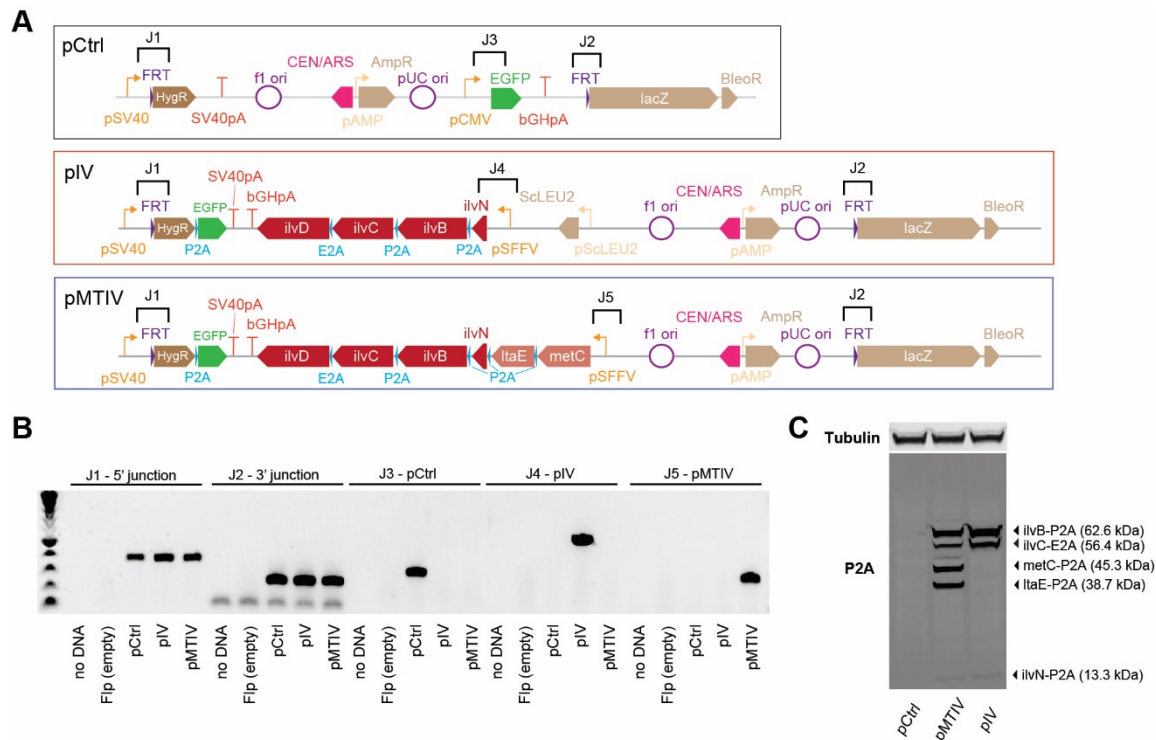 A
pCtrl
J1
J3
J2
CEN/ARS
AmpR
FRT
f1 ori
pUC ori
EGFP
FRT
BleoR
HygR
lacZ
pSV40
SV40pA
pAMP
pCMV
bGHpA
pIV
J1
J4
J2
SV40pA
ScLEU2
CEN/ARS
AmpR
FRT
bGHpA
ilvN
f1 ori
pUC ori
FRT
BleoR
EGFP
HygR
ilvD
ilvC
ilvB
lacZ
pSV40
P2A
E2A
P2A
P2A
pSFFV
pScLEU2
pAMP
pMTIV
J1
J5
J2
SV40pA
CEN/ARS
AmpR
FRT
bGHpA
ilvN
f1 ori
pUC ori
FRT
BleoR
EGFP
HygR
ilvD
ilvC
ilvB
ltaE
metC
lacZ
pSV40
P2A
E2A
P2A
P2A
pSFFV
pAMP
B
J1 - 5' junction
J2 - 3' junction
J3 - pCtrl
J4 - pIV
J5 - pMTIV
no DNA
Flp (empty)
pCtrl
pIV
pMTIV
no DNA
Flp (empty)
pCtrl
pIV
pMTIV
no DNA
Flp (empty)
pCtrl
pIV
pMTIV
no DNA
Flp (empty)
pCtrl
pIV
pMTIV
no DNA
Flp (empty)
pCtrl
pIV
pMTIV
C
Tubulin
P2A
ilvB-P2A (62.6 kDa)
ilvC-E2A (56.4 kDa)
metC-P2A (45.3 kDa)
ltaE-P2A (38.7 kDa)
ilvN-P2A (13.3 kDa)
pCtrl
pMTIV
pIV